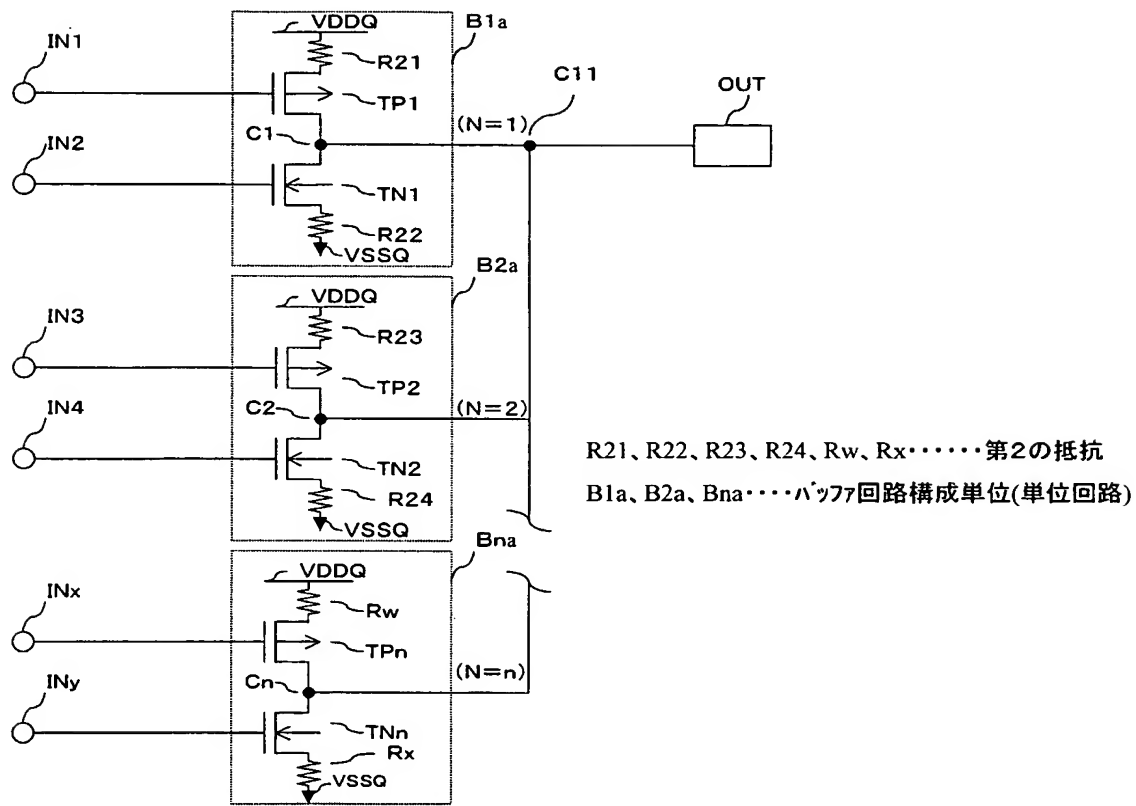 VDDQ
B1a
IN1
R21
C11
TP1
OUT
C1
(N=1)
IN2
TN1
R22
VSSQ
B2a
VDDQ
IN3
R23
TP2
IN4
C2
(N=2)
TN2
R24
VSSQ
R21、R22、R23、R24、Rw、Rx・・・・・・第2の抵抗
B1a、B2a、Bna・・・・バッファ回路構成単位(単位回路)
Bna
VDDQ
INx
Rw
TPn
INy
Cn
(N=n)
TNn
Rx
VSSQ